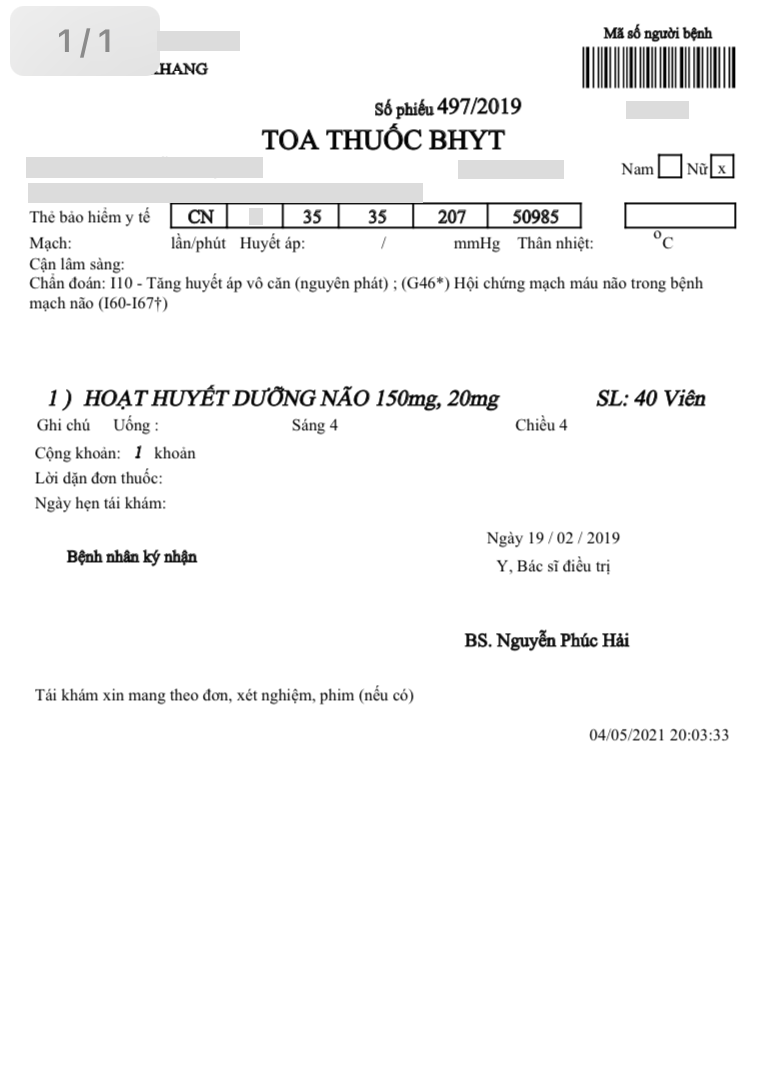 1/1
Mã số người bệnh
KHANG
Số phiếu 497/2019
TOA THUỐC BHYT
Nam Nữ x
Thẻ bảo hiểm y tế CN 35 35 207 50985
Mạch: lần/phút Huyết áp: / mmHg Thân nhiệt: °C
Cận lâm sàng:
Chẩn đoán: I10 - Tăng huyết áp vô căn (nguyên phát) ; (G46*) Hội chứng mạch máu não trong bệnh
mạch não (I60-I67†)
1 ) HOẠT HUYẾT DƯỠNG NÃO 150mg, 20mg SL: 40 Viên
Ghi chú Uống : Sáng 4 Chiều 4
Cộng khoản: 1 khoản
Lời dặn đơn thuốc:
Ngày hẹn tái khám:
Ngày 19 / 02 / 2019
Bệnh nhân ký nhận
Y, Bác sĩ điều trị
BS. Nguyễn Phúc Hải
Tái khám xin mang theo đơn, xét nghiệm, phim (nếu có)
04/05/2021 20:03:33